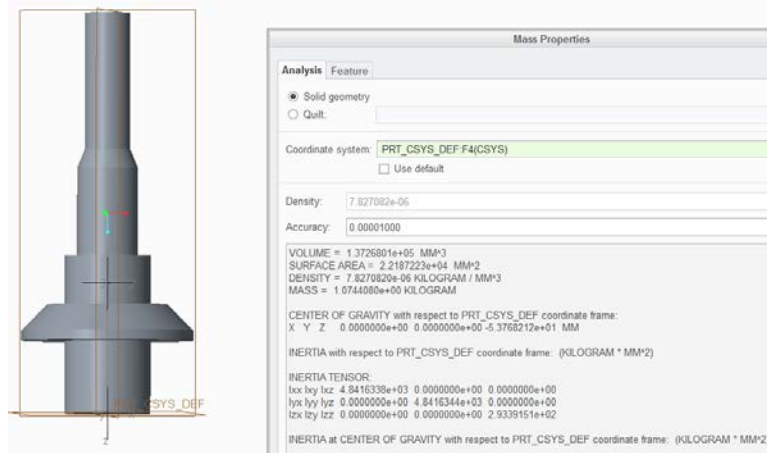 Mass Properties
Analysis Feature
Solid geometry
Quilt:
Coordinate system: PRT_CSYS_DEF:F4(CSYS)
Use default
Density: 7.827082e-06
Accuracy: 0.00001000
VOLUME = 1.3726801e+05 MM^3
SURFACE AREA = 2.2187223e+04 MM^2
DENSITY = 7.8270820e-06 KILOGRAM / MM^3
MASS = 1.0744080e+00 KILOGRAM
CENTER OF GRAVITY with respect to PRT_CSYS_DEF coordinate frame:
X Y Z 0.0000000e+00 0.0000000e+00 -5.3768212e+01 MM
INERTIA with respect to PRT_CSYS_DEF coordinate frame: (KILOGRAM * MM^2)
INERTIA TENSOR:
Ixx Ixy Ixz 4.8416338e+03 0.0000000e+00 0.0000000e+00
Iyx Iyy Iyz 0.0000000e+00 4.8416344e+03 0.0000000e+00
Izx Izy Izz 0.0000000e+00 0.0000000e+00 2.9339151e+02
INERTIA at CENTER OF GRAVITY with respect to PRT_CSYS_DEF coordinate frame: (KILOGRAM * MM^2
CSYS_DEF
Z